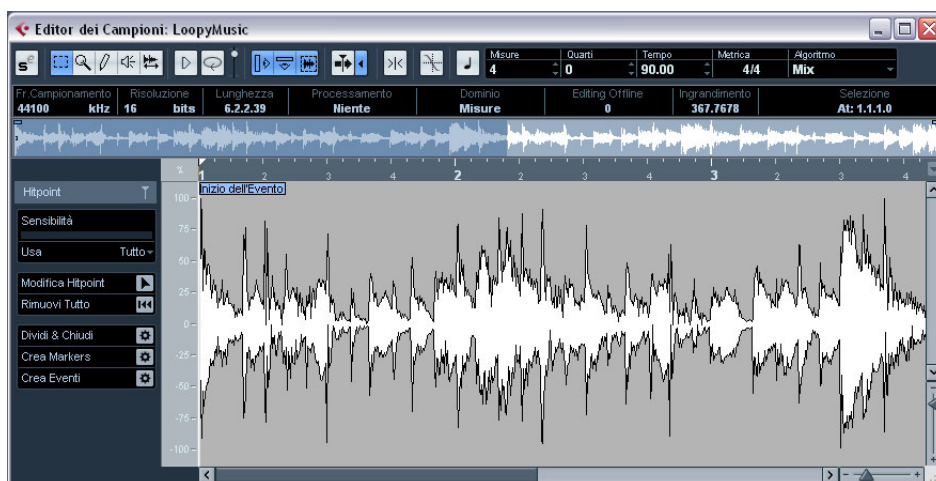 Editor dei Campioni: LoopyMusic
Misure Quarti Tempo Metrica Algoritmo
4 0 90.00 4/4 Mix
Fr.Campionamento Risoluzione Lunghezza Processamento Dominio Editing Offline Ingrandimento Selezione
44100 kHz 16 bits 6.2.2.39 Niente Misure 0 367.7678 At: 1.1.1.0
% 1 2 3 4 2 2 3 4 3 2 3 4
Hitpoint
Inizio dell'Evento
Sensibilità
Usa Tutto
Modifica Hitpoint
Rimuovi Tutto
Dividi & Chiudi
Crea Markers
Crea Eventi
100
75
50
25
0
-25
-50
-75
-100